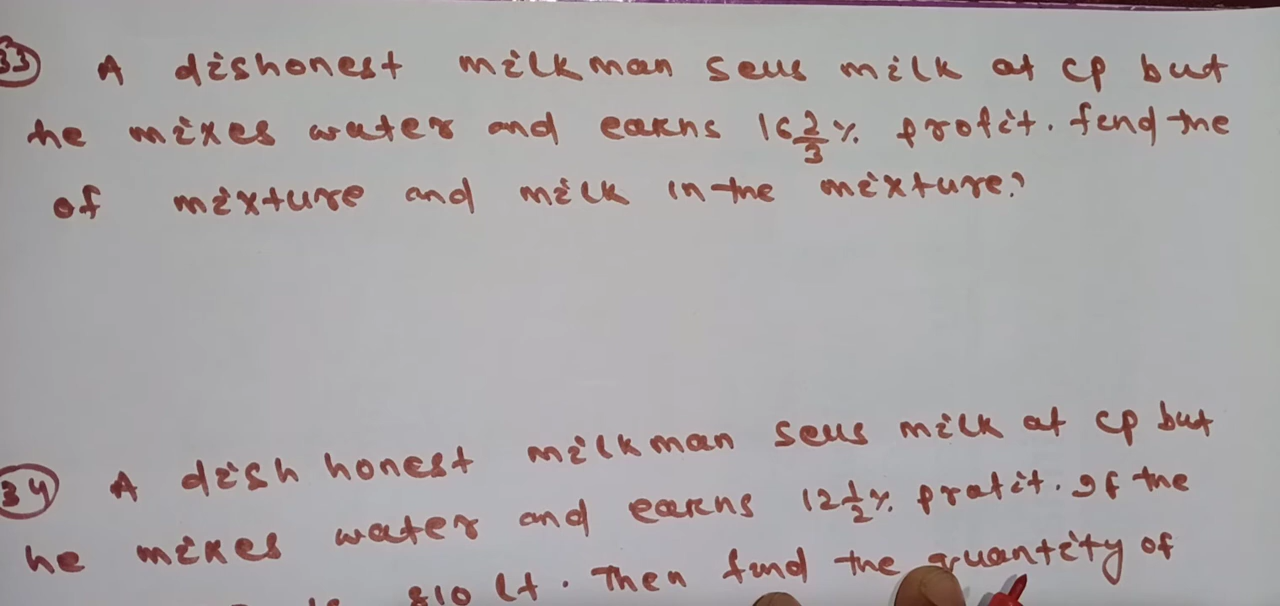 33 A dishonest milkman sells milk at cp but
he mixes water and earns 16 2/3 % profit. find the
of mixture and milk in the mixture?
34 A dish honest milkman sells milk at cp but
he mixes water and earns 12 1/2 % profit. If the
810 lt. Then find the quantity of